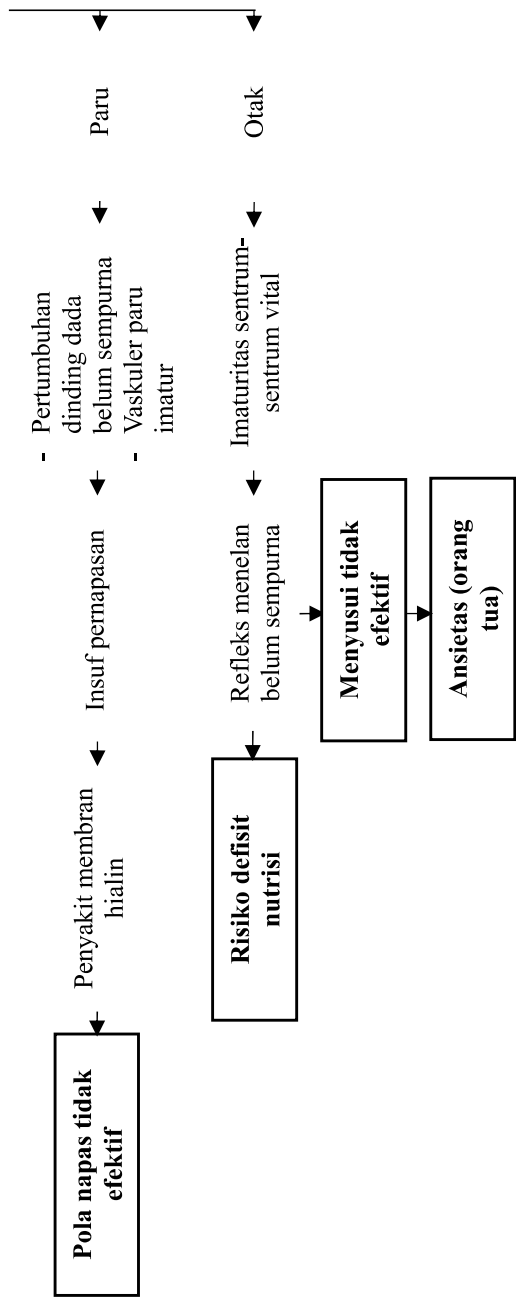 Paru
- Pertumbuhan
dinding dada
belum sempurna
- Vaskuler paru
imatur
Insuf pernapasan
Penyakit membran
hialin
Pola napas tidak
efektif
Otak
Imaturitas sentrum-
sentrum vital
Refleks menelan
belum sempurna
Risiko defisit
nutrisi
Menyusui tidak
efektif
Ansietas (orang
tua)